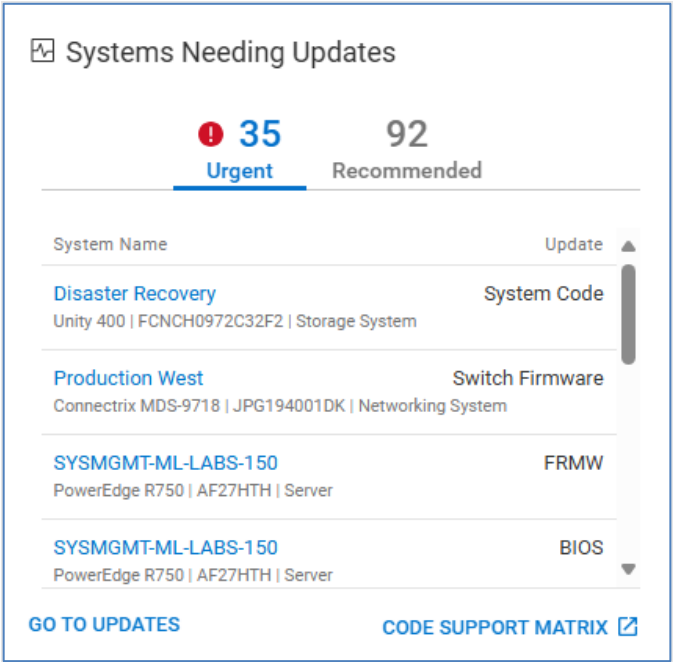 Systems Needing Updates
35
Urgent
92
Recommended
System Name Update
Disaster Recovery System Code
Unity 400 | FCNCH0972C32F2 | Storage System
Production West Switch Firmware
Connectrix MDS-9718 | JPG194001DK | Networking System
SYSMGMT-ML-LABS-150 FRMW
PowerEdge R750 | AF27HTH | Server
SYSMGMT-ML-LABS-150 BIOS
PowerEdge R750 | AF27HTH | Server
GO TO UPDATES CODE SUPPORT MATRIX